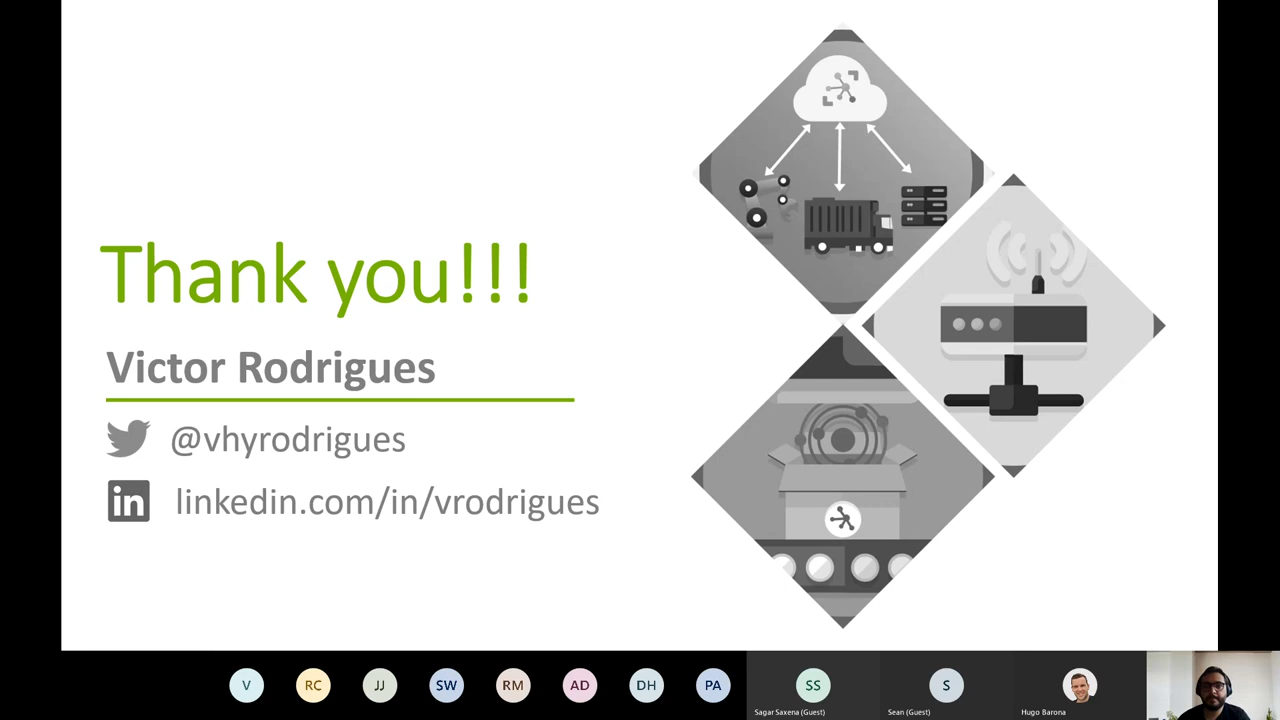 Thank you!!!
Victor Rodrigues
@vhyrodrigues
in linkedin.com/in/vrodrigues
V RC JJ SW RM AD DH PA SS S
Sagar Saxena (Guest) Sean (Guest) Hugo Barona